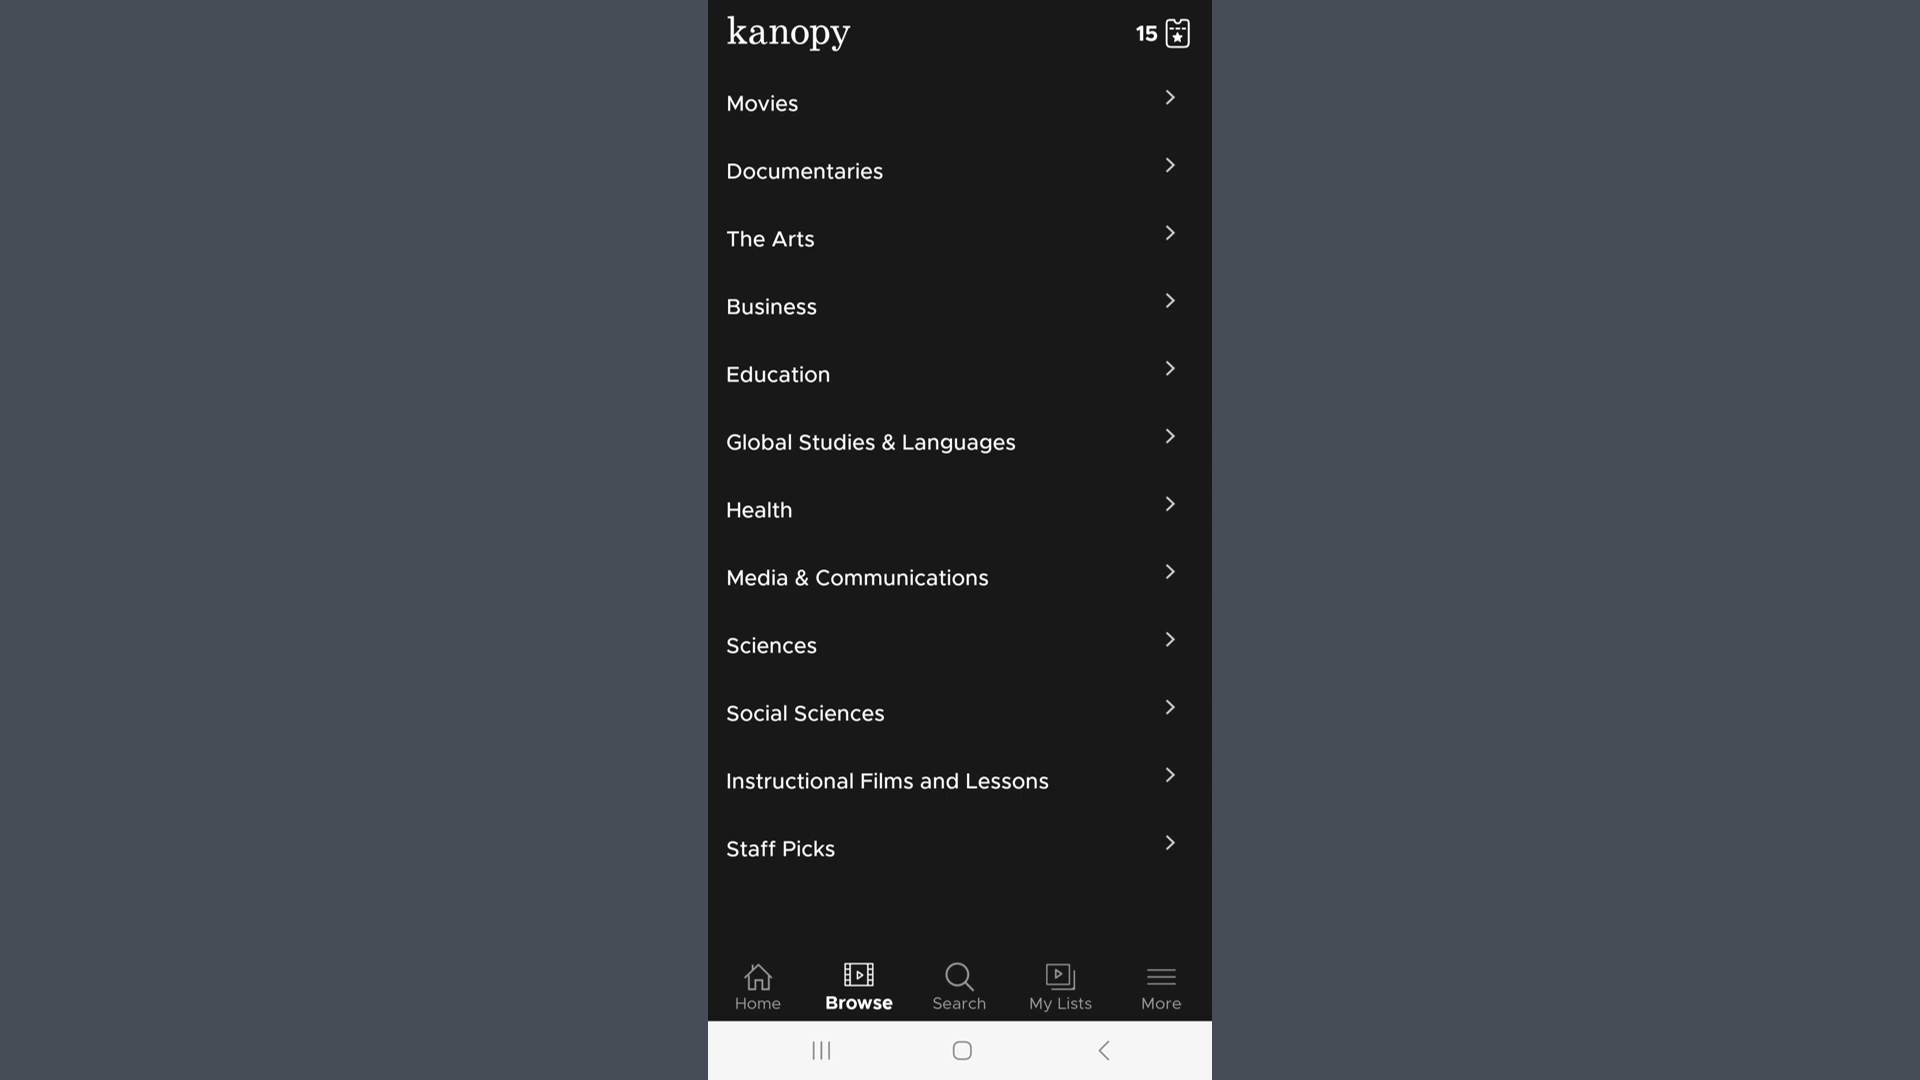 kanopy
15
Movies
Documentaries
The Arts
Business
Education
Global Studies & Languages
Health
Media & Communications
Sciences
Social Sciences
Instructional Films and Lessons
Staff Picks
Home Browse Search My Lists More